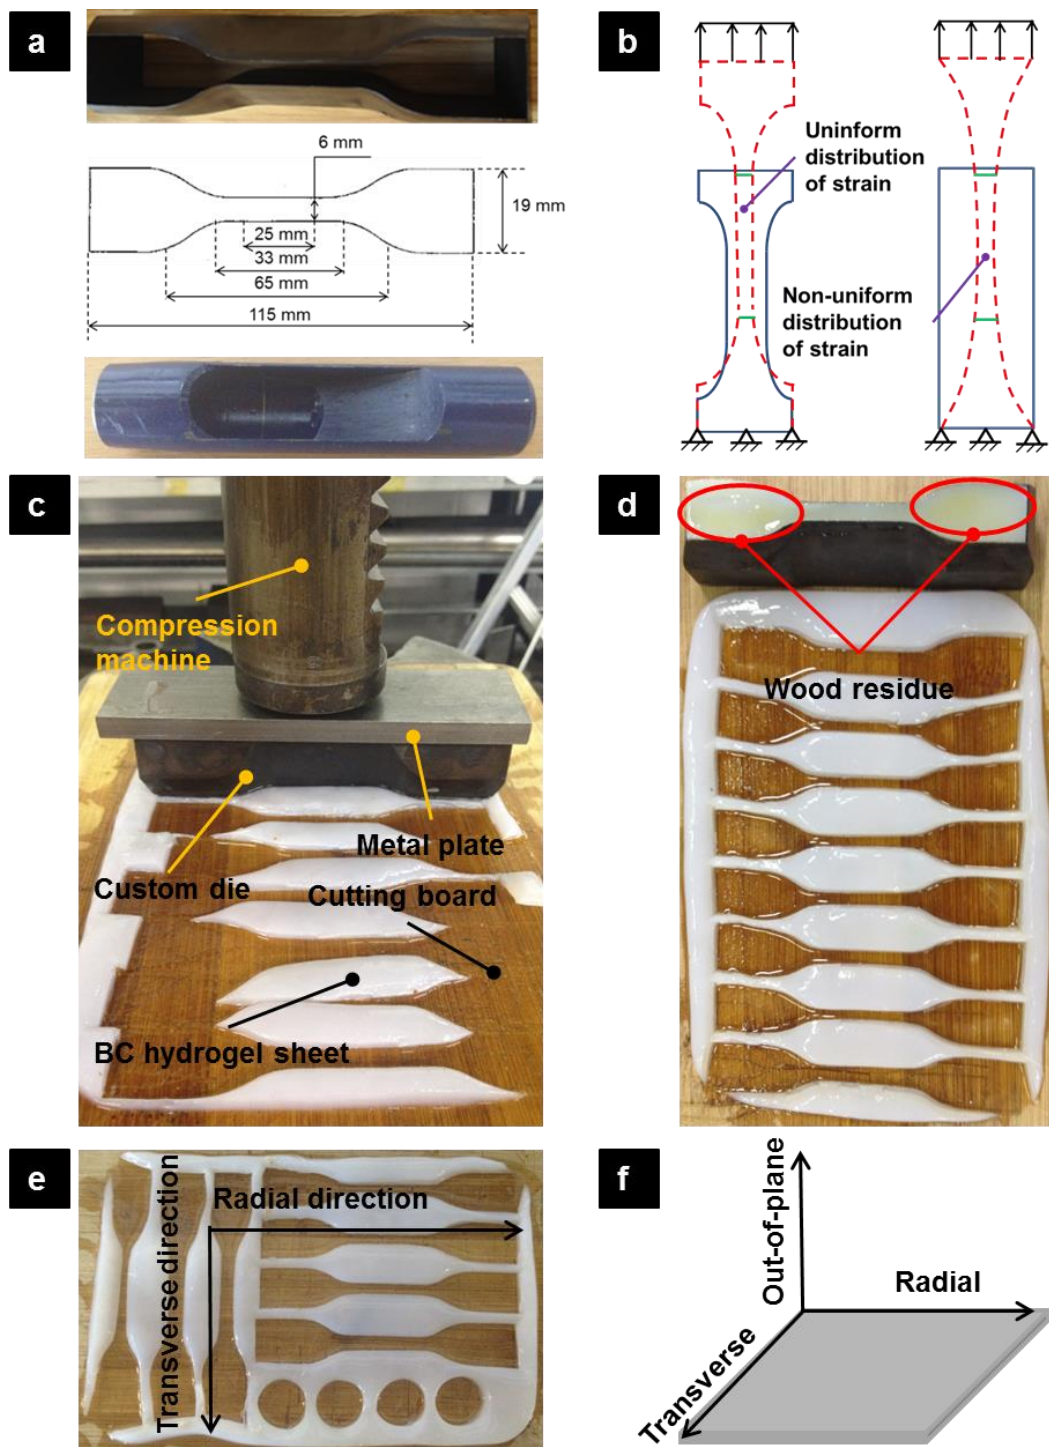 a
6 mm
19 mm
25 mm
33 mm
65 mm
115 mm
b
Uninform
distribution
of strain
Non-uniform
distribution
of strain
c
Compression
machine
Metal plate
Custom die
Cutting board
BC hydrogel sheet
d
Wood residue
e
Radial direction
Transverse direction
f
Out-of-plane
Radial
Transverse